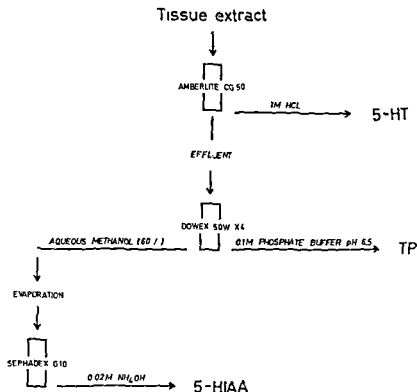 Tissue extract
AMBERLITE CG 50
1M HCL
5-HT
EFFLUENT
DOWEX 50W X4
AQUEOUS METHANOL (60 / )
0.1M PHOSPHATE BUFFER pH 6.5
TP
EVAPORATION
SEPHADEX G10
0.02M NH4OH
5-HIAA